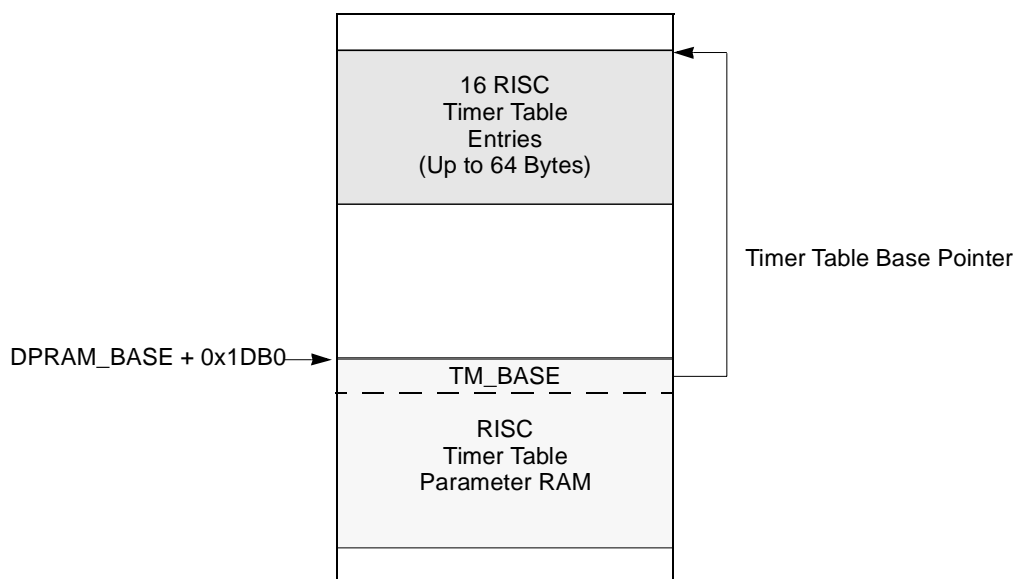 16 RISC
Timer Table
Entries
(Up to 64 Bytes)
Timer Table Base Pointer
DPRAM_BASE + 0x1DB0
TM_BASE
RISC
Timer Table
Parameter RAM